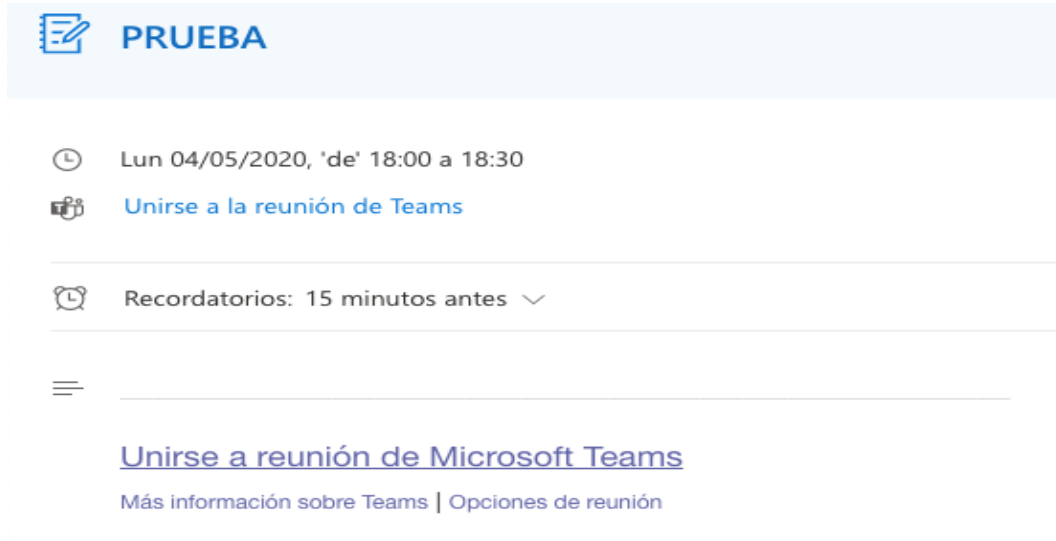 PRUEBA
Lun 04/05/2020, 'de' 18:00 a 18:30
Unirse a la reunión de Teams
Recordatorios: 15 minutos antes
Unirse a reunión de Microsoft Teams
Más información sobre Teams | Opciones de reunión